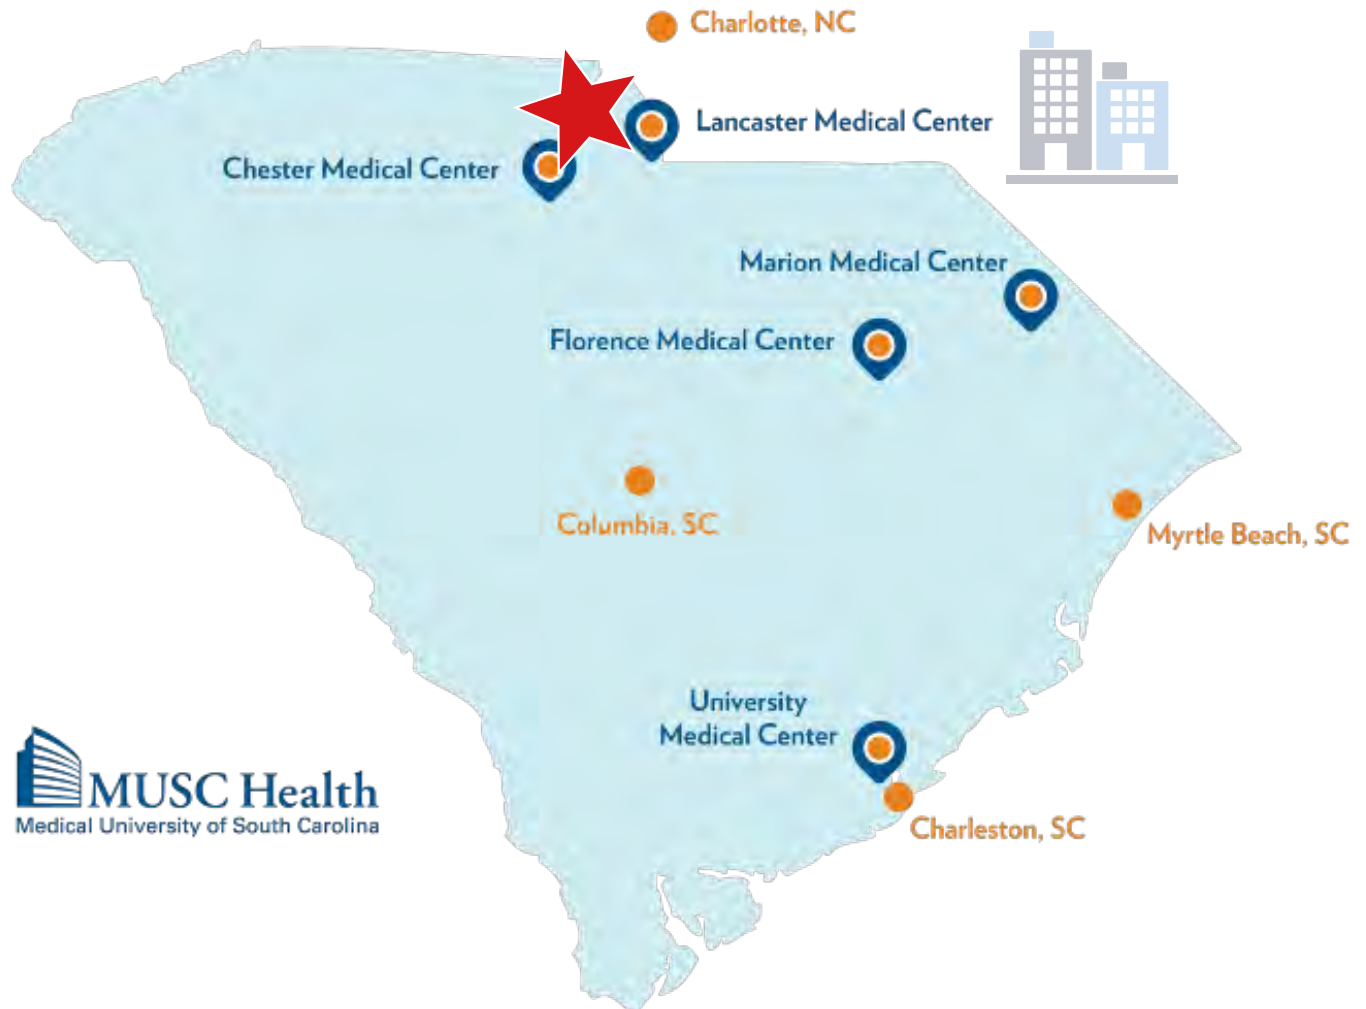 Charlotte, NC
Lancaster Medical Center
Chester Medical Center
Marion Medical Center
Florence Medical Center
Columbia, SC
Myrtle Beach, SC
University
Medical Center
Charleston, SC
MUSC Health
Medical University of South Carolina